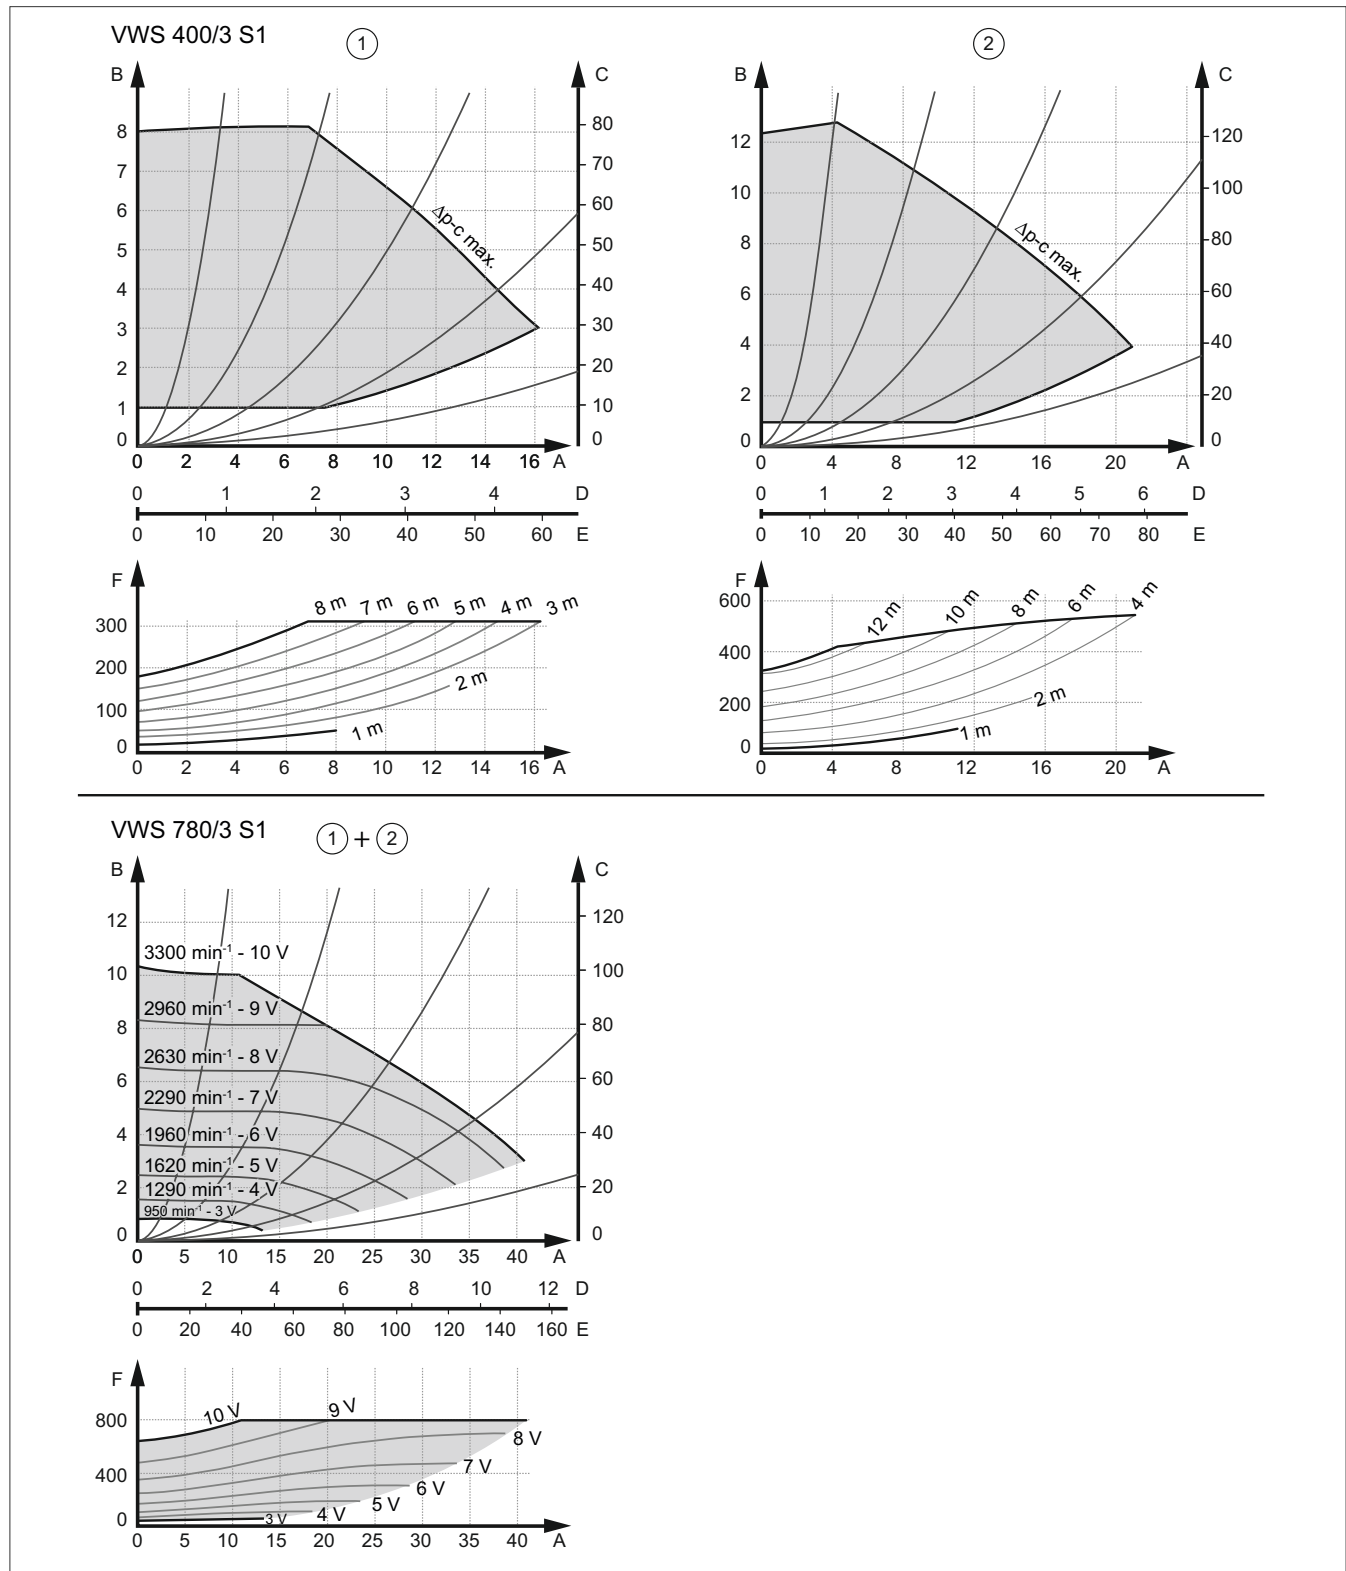 VWS 400/3 S1
1
2
B
C
B
C
8
7
6
5
4
3
2
1
0
80
70
60
50
40
30
20
10
0
Δp-c max.
12
10
8
6
4
2
0
120
100
80
60
40
20
0
Δp-c max.
0 2 4 6 8 10 12 14 16 A
0 4 8 12 16 20 A
0 1 2 3 4 D
0 1 2 3 4 5 6 D
0 10 20 30 40 50 60 E
0 10 20 30 40 50 60 70 80 E
F
300
200
100
0
8 m 7 m 6 m 5 m 4 m 3 m
2 m
1 m
0 2 4 6 8 10 12 14 16 A
F
600
400
200
0
12 m 10 m 8 m 6 m 4 m
2 m
1 m
0 4 8 12 16 20 A
VWS 780/3 S1
1 + 2
B
C
12
10
8
6
4
2
0
120
100
80
60
40
20
0
3300 min-1 - 10 V
2960 min-1 - 9 V
2630 min-1 - 8 V
2290 min-1 - 7 V
1960 min-1 - 6 V
1620 min-1 - 5 V
1290 min-1 - 4 V
950 min-1 - 3 V
0 5 10 15 20 25 30 35 40 A
0 2 4 6 8 10 12 D
0 20 40 60 80 100 120 140 160 E
F
800
400
0
10 V
9 V
8 V
7 V
6 V
5 V
4 V
3 V
0 5 10 15 20 25 30 35 40 A